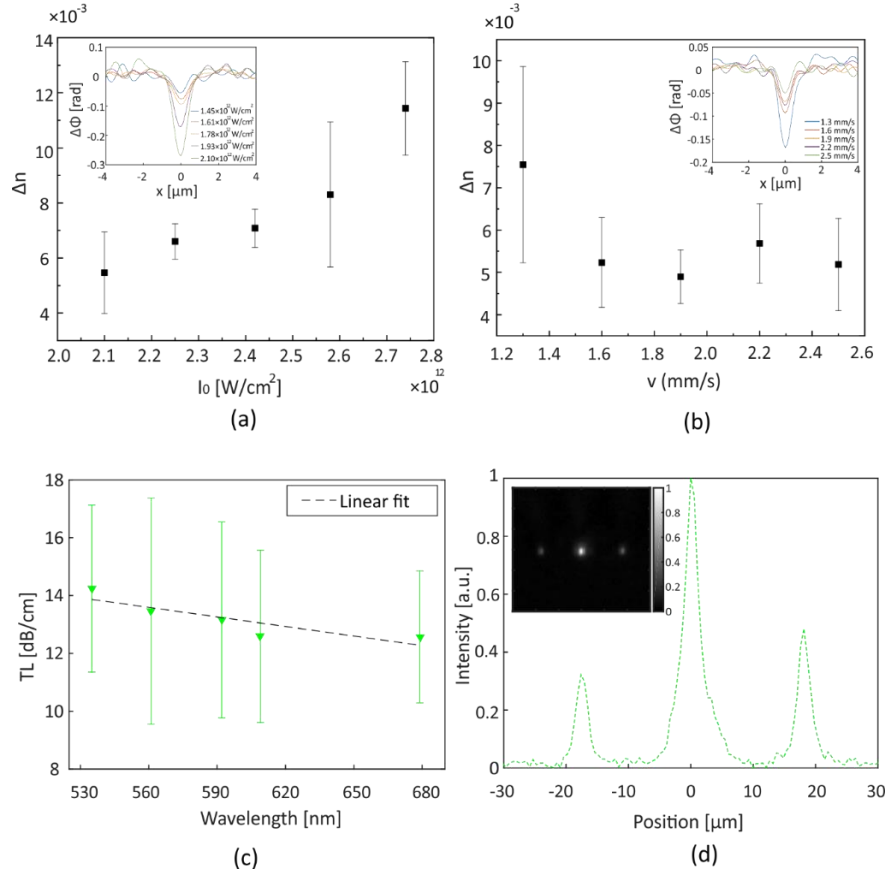 ×10⁻³
14
12
10
8
6
4
Δn
2.0 2.1 2.2 2.3 2.4 2.5 2.6 2.7 2.8
I₀ [W/cm²]
×10¹²
0.1
0
-0.1
-0.2
-0.3
ΔΦ [rad]
-4 -2 0 2 4
x [μm]
1.45×10¹²W/cm²
1.61×10¹²W/cm²
1.78×10¹²W/cm²
1.93×10¹²W/cm²
2.10×10¹²W/cm²
(a)
×10⁻³
10
9
8
7
6
5
4
Δn
1.2 1.4 1.6 1.8 2.0 2.2 2.4 2.6
v (mm/s)
0.05
0
-0.05
-0.1
-0.15
-0.2
ΔΦ [rad]
-4 -2 0 2 4
x [μm]
1.3 mm/s
1.6 mm/s
1.9 mm/s
2.2 mm/s
2.5 mm/s
(b)
18
16
14
12
10
8
TL [dB/cm]
530 560 590 620 650 680
Wavelength [nm]
Linear fit
(c)
1
0.8
0.6
0.4
0.2
0
Intensity [a.u.]
-30 -20 -10 0 10 20 30
Position [μm]
1
0.8
0.6
0.4
0.2
0
(d)